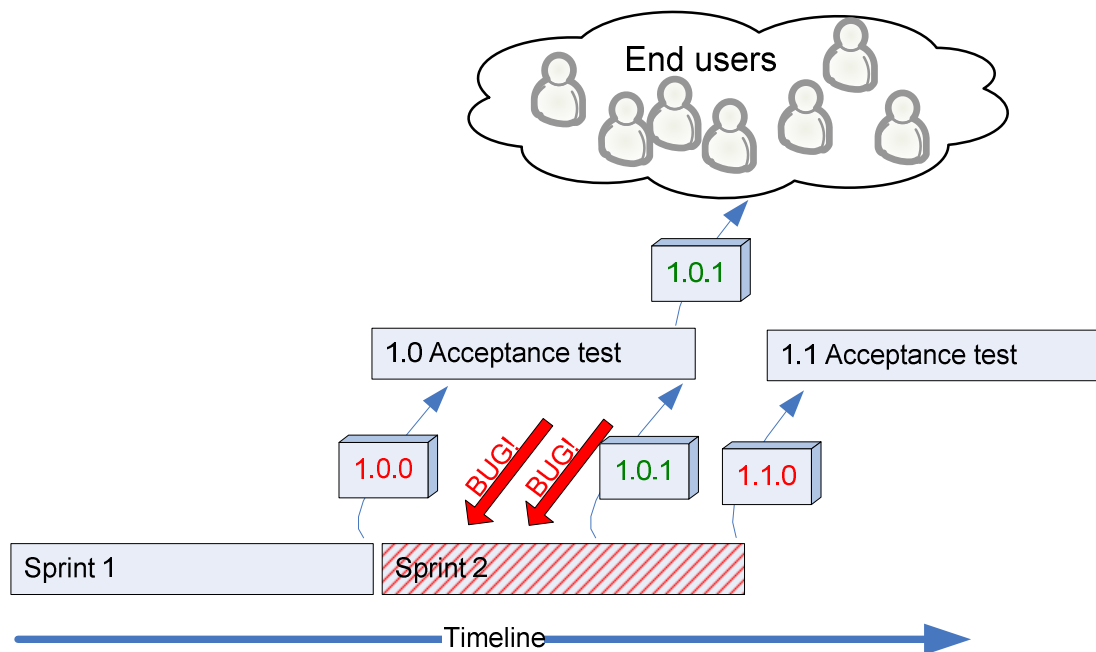 End users
1.0.1
1.0 Acceptance test
1.1 Acceptance test
1.0.0
BUG!
BUG!
1.0.1
1.1.0
Sprint 1
Sprint 2
Timeline